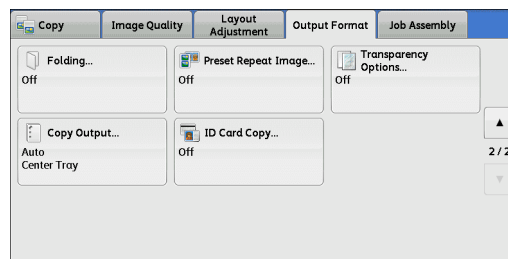 Copy
Image Quality
Layout
Adjustment
Output Format
Job Assembly
Folding...
Off
Preset Repeat Image...
Off
Transparency
Options...
Off
Copy Output...
Auto
Center Tray
ID Card Copy...
Off
2 / 2